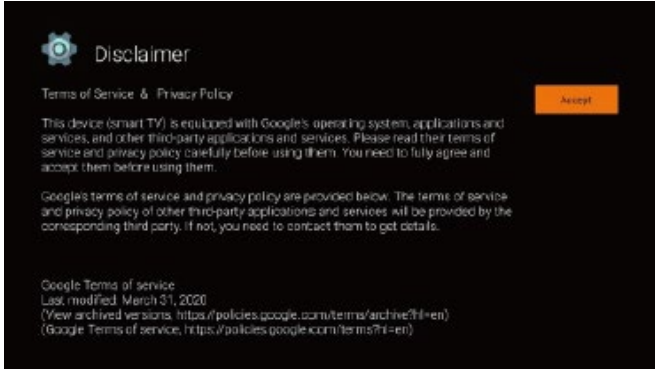 Disclaimer
Terms of Service & Privacy Policy
Accept
This device (smart TV) is equipped with Google's operating system, applications and
services, and other third-party applications and services. Please read their terms of
service and privacy policy carefully before using them. You need to fully agree and
accept them before using them.
Google's terms of service and privacy policy are provided below. The terms of service
and privacy policy of other third-party applications and services will be provided by the
corresponding third party. If not, you need to contact them to get details.
Google Terms of service
Last modified: March 31, 2020
(View archived versions, https://policies.google.com/terms/archive?hl=en)
(Google Terms of service, https://policies.google.com/terms?hl=en)